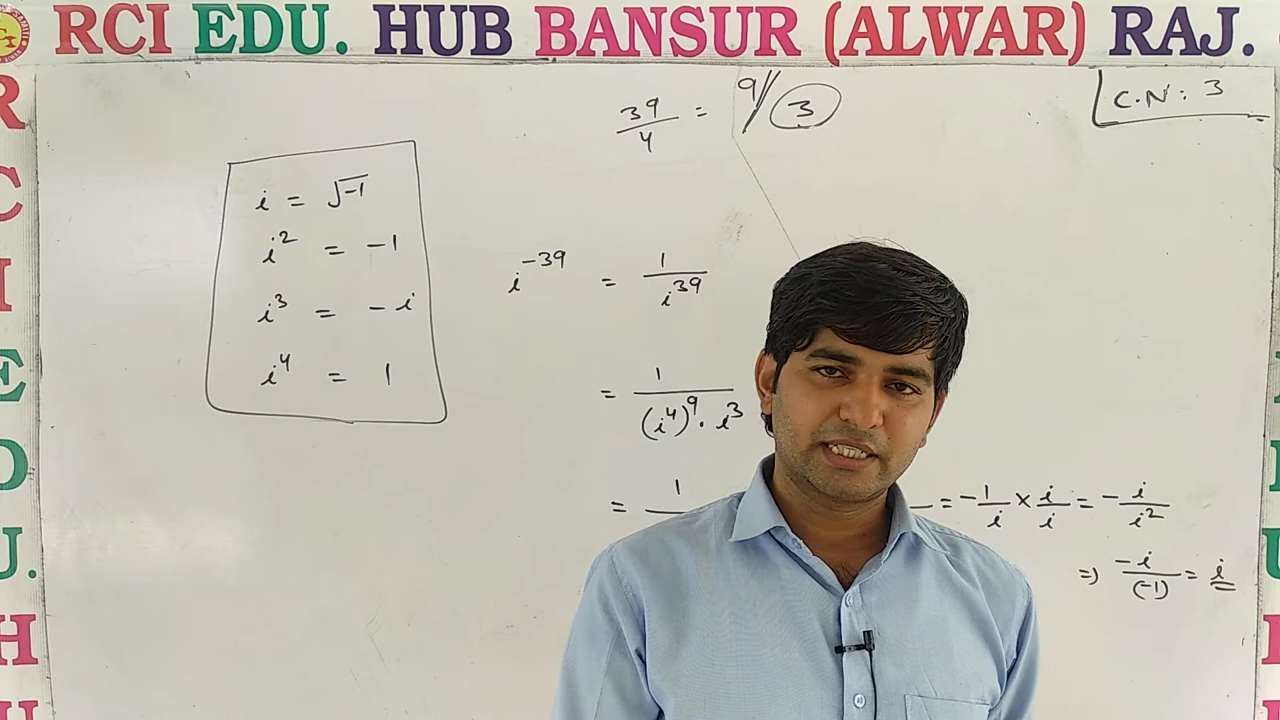 RCI EDU. HUB BANSUR (ALWAR) RAJ.
R
C
I
E
D
U.
H
C.N: 3
39/4 = 9// 3
i = √-1
i² = -1
i³ = -i
i⁴ = 1
i⁻³⁹ = 1/i³⁹
= 1/((i⁴)⁹ · i³)
= 1
= -1/i × i/i = -i/i²
=> -i/(-1) = i